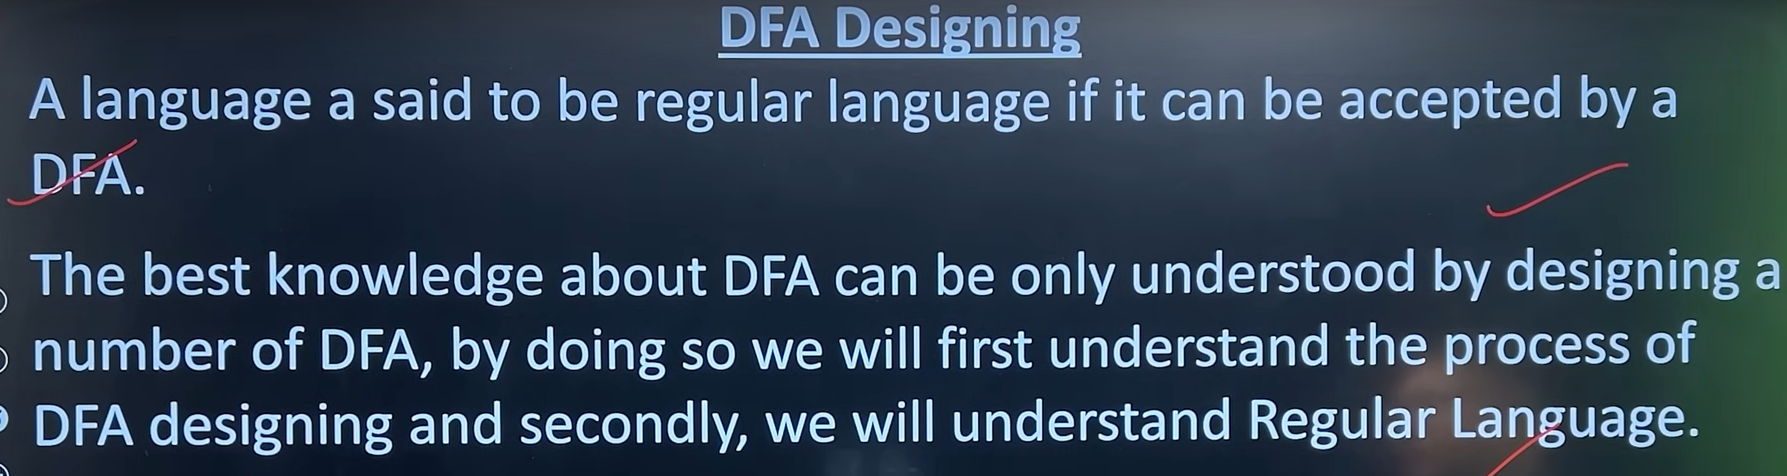 DFA Designing
A language a said to be regular language if it can be accepted by a
DFA.
The best knowledge about DFA can be only understood by designing a
number of DFA, by doing so we will first understand the process of
DFA designing and secondly, we will understand Regular Language.